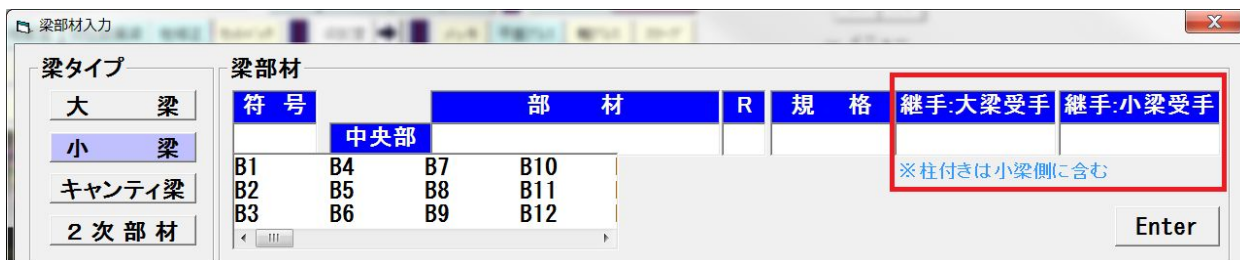 梁部材入力
梁タイプ
大 梁
小 梁
キャンティ梁
2次部材
梁部材
符号 部材 R 規格 継手:大梁受手 継手:小梁受手
中央部
※柱付きは小梁側に含む
B1 B4 B7 B10
B2 B5 B8 B11
B3 B6 B9 B12
Enter